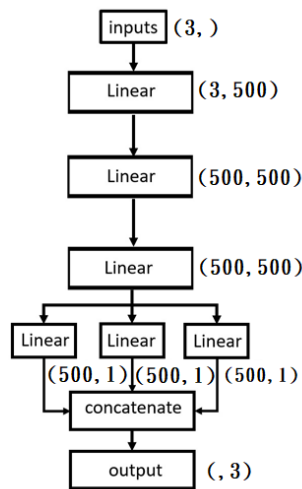 inputs (3, )
Linear (3,500)
Linear (500,500)
Linear (500,500)
Linear Linear Linear
(500,1) (500,1) (500,1)
concatenate
output (,3)